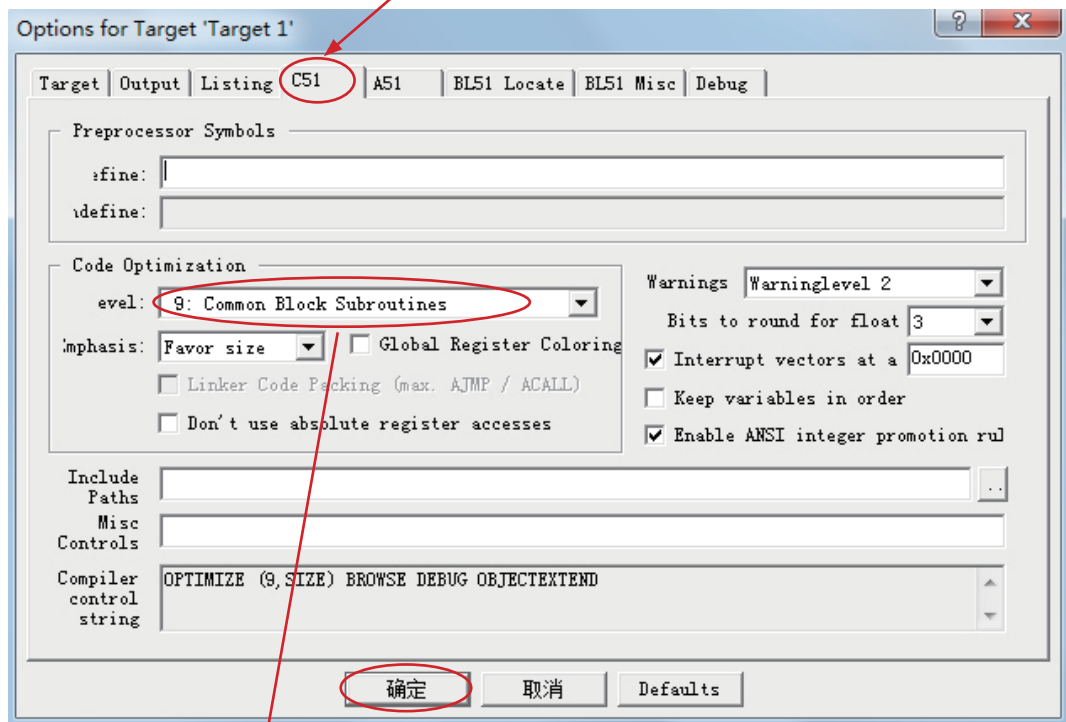 Options for Target 'Target 1'
Target Output Listing C51 A51 BL51 Locate BL51 Misc Debug
Preprocessor Symbols
efine:
ndefine:
Code Optimization
evel: 9: Common Block Subroutines
Warnings Warninglevel 2
Bits to round for float 3
mphasis: Favor size Global Register Coloring
Interrupt vectors at a 0x0000
Linker Code Packing (max. AJMP / ACALL)
Keep variables in order
Don't use absolute register accesses
Enable ANSI integer promotion rul
Include Paths
..
Misc Controls
Compiler control string
OPTIMIZE (9,SIZE) BROWSE DEBUG OBJECTEXTEND
确定 取消 Defaults